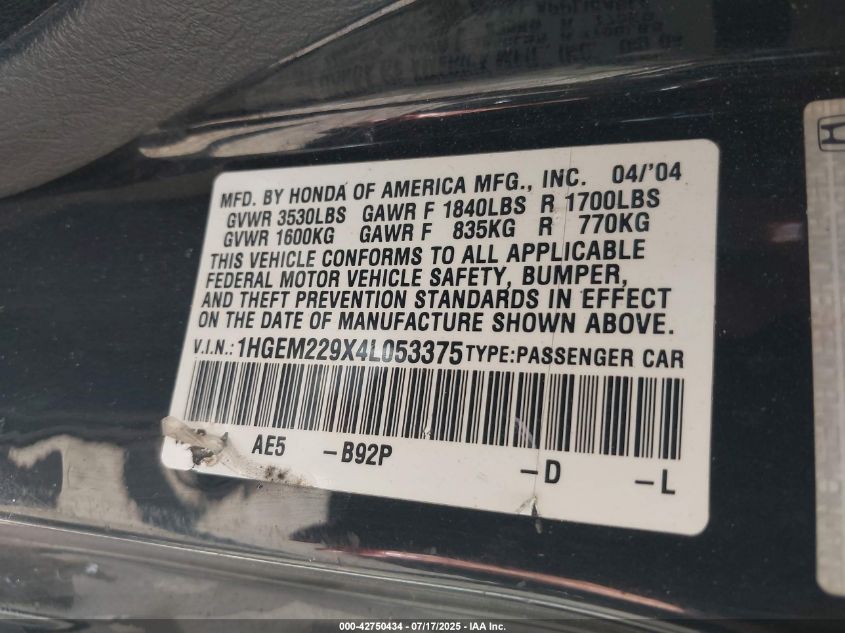 MFD. BY HONDA OF AMERICA MFG., INC. 04/'04
GVWR 3530LBS GAWR F 1840LBS R 1700LBS
GVWR 1600KG GAWR F 835KG R 770KG
THIS VEHICLE CONFORMS TO ALL APPLICABLE
FEDERAL MOTOR VEHICLE SAFETY, BUMPER,
AND THEFT PREVENTION STANDARDS IN EFFECT
ON THE DATE OF MANUFACTURE SHOWN ABOVE.
V.I.N.: 1HGEM229X4L053375 TYPE: PASSENGER CAR
AE5 -B92P -D -L
000-42750434 - 07/17/2025 - IAA Inc.